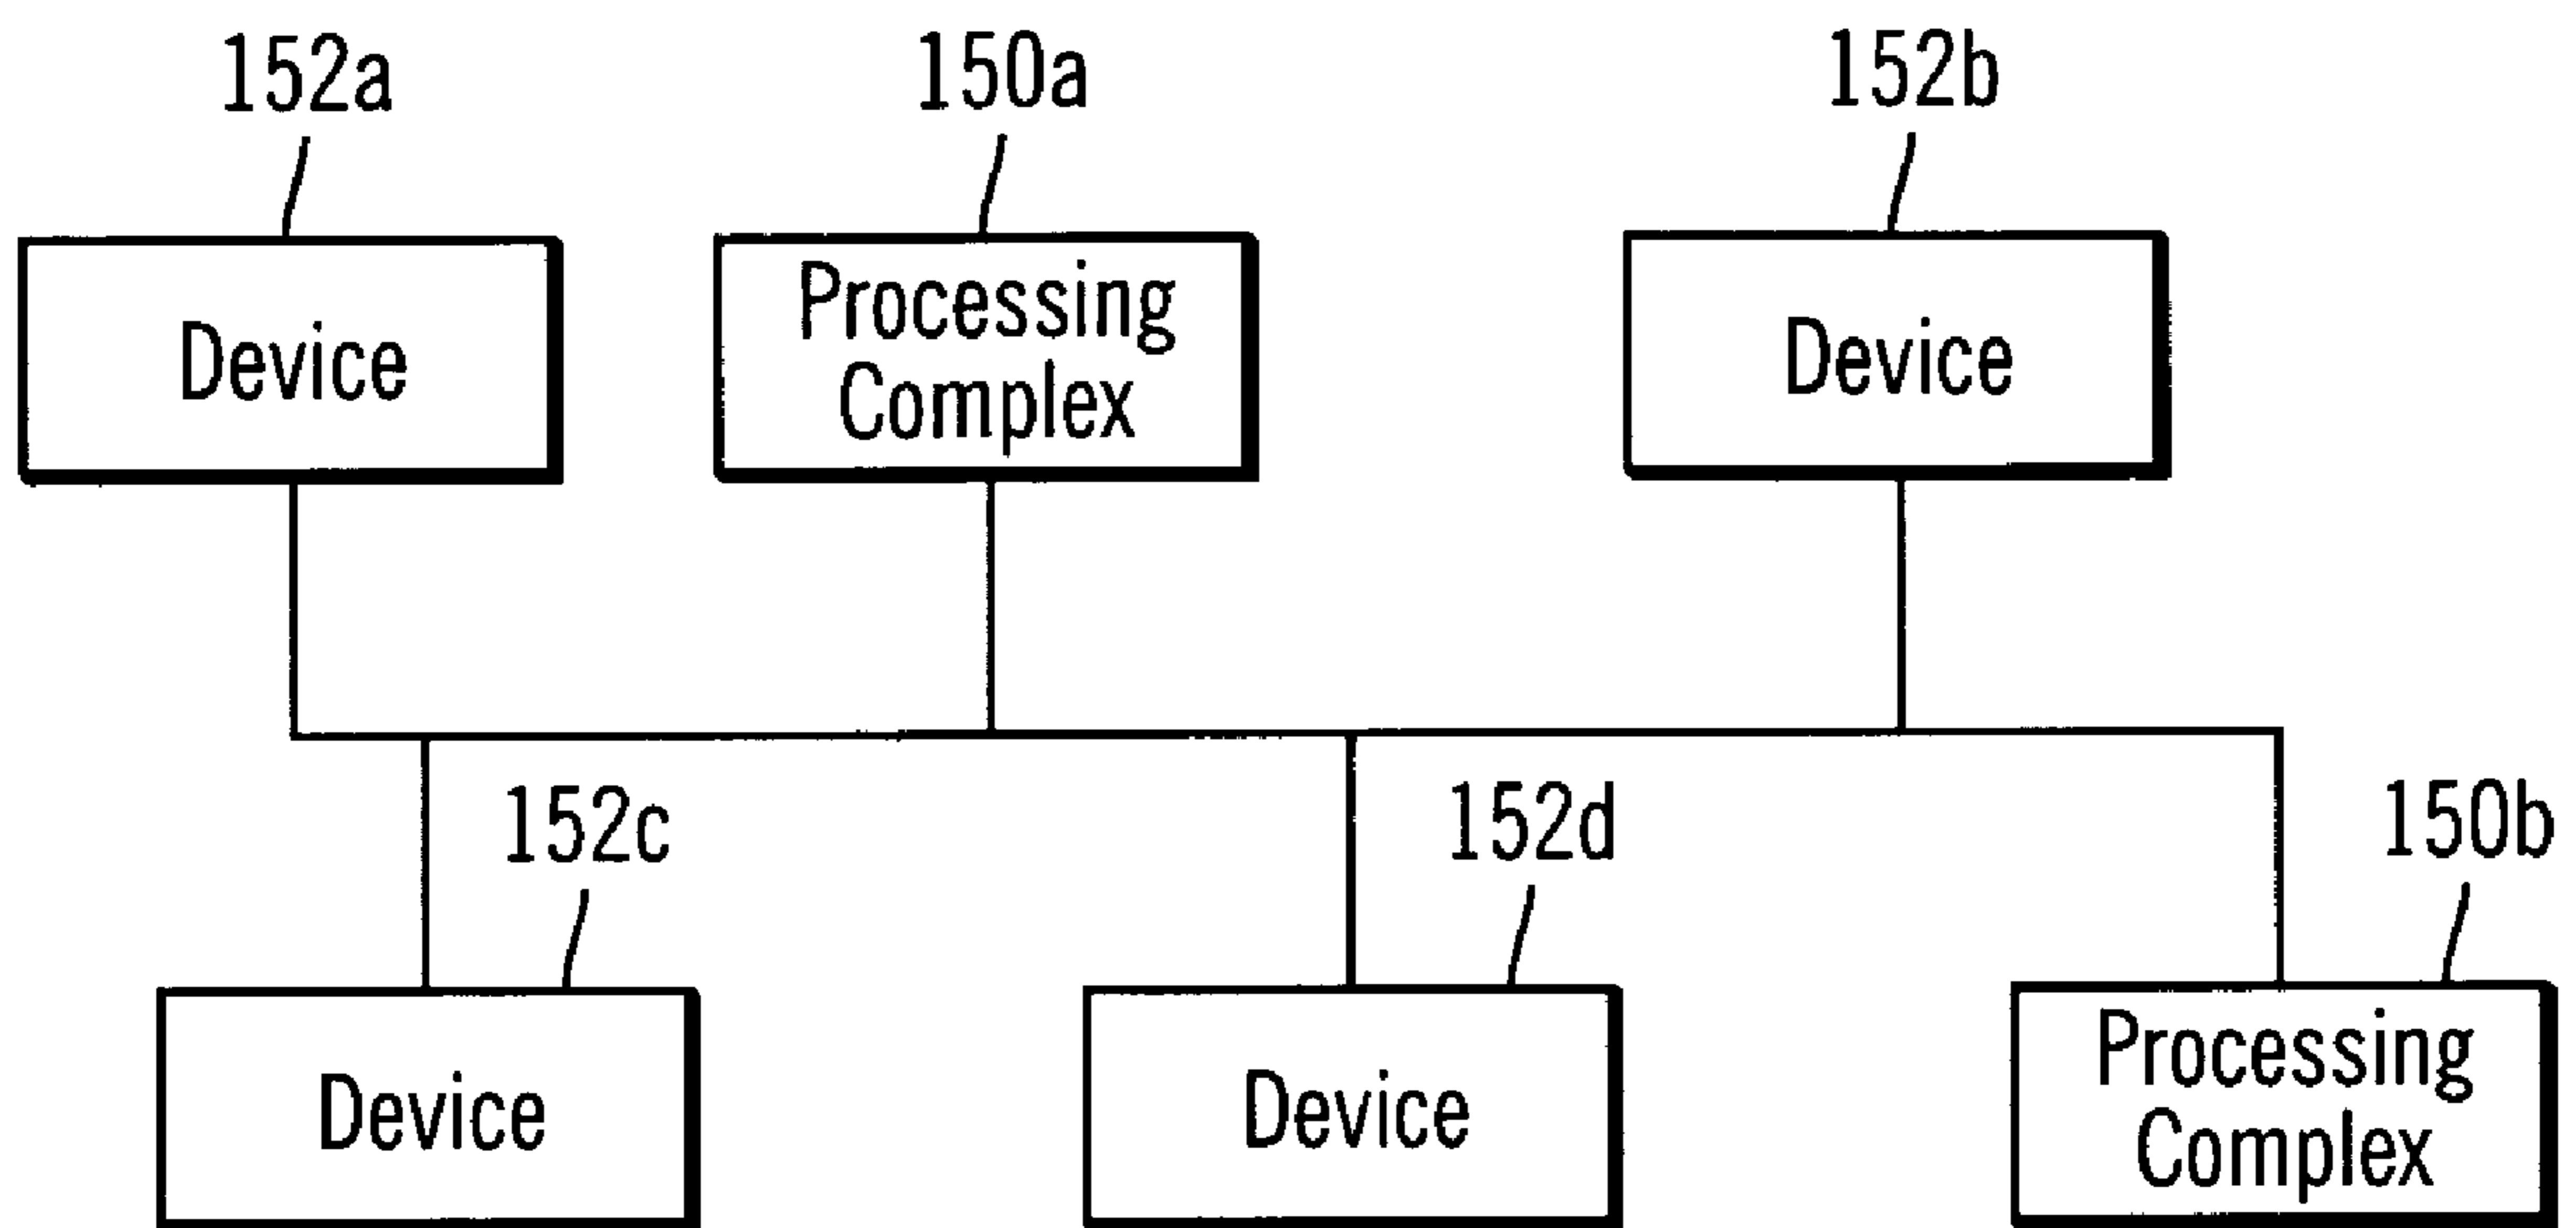 152a
150a
152b
Device
Processing
Complex
Device
152c
152d
150b
Device
Device
Processing
Complex